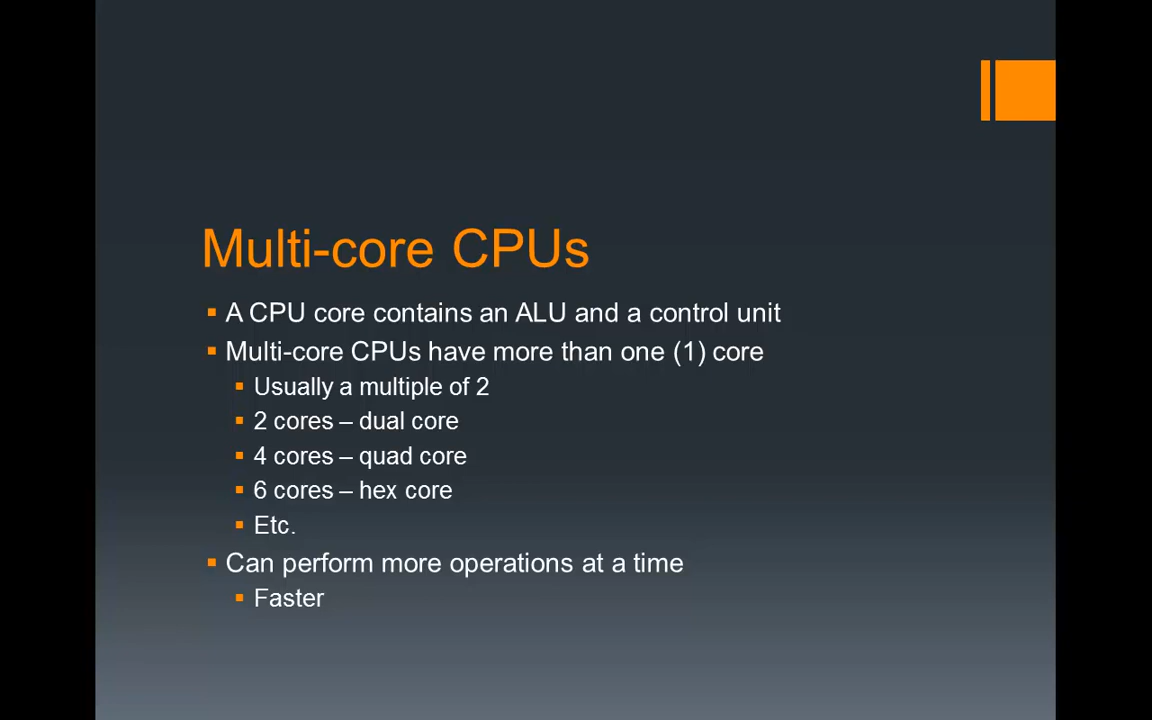 Multi-core CPUs
▪ A CPU core contains an ALU and a control unit
▪ Multi-core CPUs have more than one (1) core
▪ Usually a multiple of 2
▪ 2 cores – dual core
▪ 4 cores – quad core
▪ 6 cores – hex core
▪ Etc.
▪ Can perform more operations at a time
▪ Faster